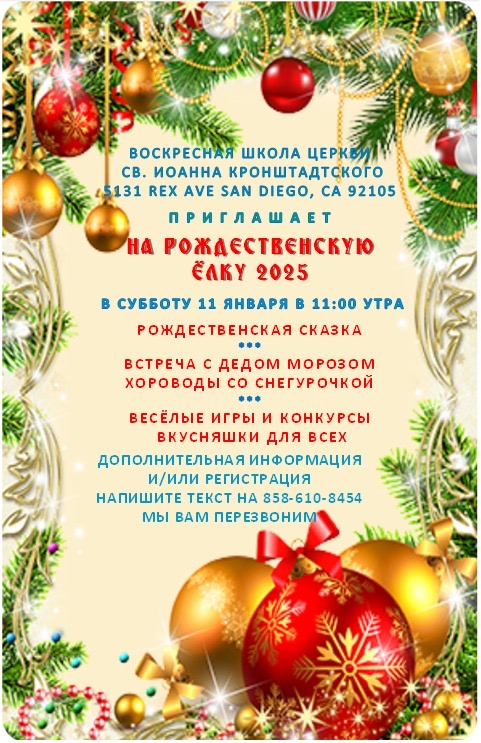 ВОСКРЕСНАЯ ШКОЛА ЦЕРКВИ
СВ. ИОАННА КРОНШТАДТСКОГО
5131 REX AVE SAN DIEGO, CA 92105
ПРИГЛАШАЕТ
НА РОЖДЕСТВЕНСКУЮ
ЁЛКУ 2025
В СУББОТУ 11 ЯНВАРЯ В 11:00 УТРА
РОЖДЕСТВЕНСКАЯ СКАЗКА
***
ВСТРЕЧА С ДЕДОМ МОРОЗОМ
ХОРОВОДЫ СО СНЕГУРОЧКОЙ
***
ВЕСЁЛЫЕ ИГРЫ И КОНКУРСЫ
ВКУСНЯШКИ ДЛЯ ВСЕХ
ДОПОЛНИТЕЛЬНАЯ ИНФОРМАЦИЯ
И/ИЛИ РЕГИСТРАЦИЯ
НАПИШИТЕ ТЕКСТ НА 858-610-8454
МЫ ВАМ ПЕРЕЗВОНИМ